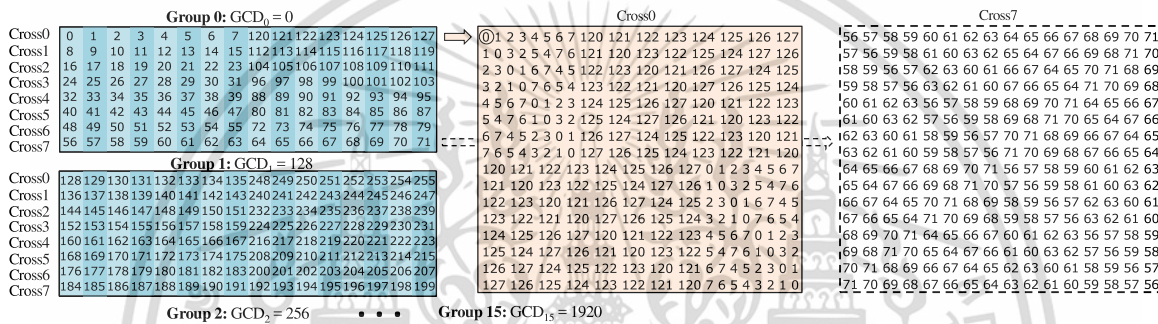 Group 0: GCD0 = 0
Cross0 0 1 2 3 4 5 6 7 120 121 122 123 124 125 126 127
Cross1 8 9 10 11 12 13 14 15 112 113 114 115 116 117 118 119
Cross2 16 17 18 19 20 21 22 23 104 105 106 107 108 109 110 111
Cross3 24 25 26 27 28 29 30 31 96 97 98 99 100 101 102 103
Cross4 32 33 34 35 36 37 38 39 88 89 90 91 92 93 94 95
Cross5 40 41 42 43 44 45 46 47 80 81 82 83 84 85 86 87
Cross6 48 49 50 51 52 53 54 55 72 73 74 75 76 77 78 79
Cross7 56 57 58 59 60 61 62 63 64 65 66 67 68 69 70 71
Group 1: GCD1 = 128
Cross0 128 129 130 131 132 133 134 135 248 249 250 251 252 253 254 255
Cross1 136 137 138 139 140 141 142 143 240 241 242 243 244 245 246 247
Cross2 144 145 146 147 148 149 150 151 232 233 234 235 236 237 238 239
Cross3 152 153 154 155 156 157 158 159 224 225 226 227 228 229 230 231
Cross4 160 161 162 163 164 165 166 167 216 217 218 219 220 221 222 223
Cross5 168 169 170 171 172 173 174 175 208 209 210 211 212 213 214 215
Cross6 176 177 178 179 180 181 182 183 200 201 202 203 204 205 206 207
Cross7 184 185 186 187 188 189 190 191 192 193 194 195 196 197 198 199
Group 2: GCD2 = 256 • • • Group 15: GCD15 = 1920
Cross0
0 1 2 3 4 5 6 7 120 121 122 123 124 125 126 127
1 0 3 2 5 4 7 6 121 120 123 122 125 124 127 126
2 3 0 1 6 7 4 5 122 123 120 121 126 127 124 125
3 2 1 0 7 6 5 4 123 122 121 120 127 126 125 124
4 5 6 7 0 1 2 3 124 125 126 127 120 121 122 123
5 4 7 6 1 0 3 2 125 124 127 126 121 120 123 122
6 7 4 5 2 3 0 1 126 127 124 125 122 123 120 121
7 6 5 4 3 2 1 0 127 126 125 124 123 122 121 120
120 121 122 123 124 125 126 127 0 1 2 3 4 5 6 7
121 120 123 122 125 124 127 126 1 0 3 2 5 4 7 6
122 123 120 121 126 127 124 125 2 3 0 1 6 7 4 5
123 122 121 120 127 126 125 124 3 2 1 0 7 6 5 4
124 125 126 127 120 121 122 123 4 5 6 7 0 1 2 3
125 124 127 126 121 120 123 122 5 4 7 6 1 0 3 2
126 127 124 125 122 123 120 121 6 7 4 5 2 3 0 1
127 126 125 124 123 122 121 120 7 6 5 4 3 2 1 0
Cross7
56 57 58 59 60 61 62 63 64 65 66 67 68 69 70 71
57 56 59 58 61 60 63 62 65 64 67 66 69 68 71 70
58 59 56 57 62 63 60 61 66 67 64 65 70 71 68 69
59 58 57 56 63 62 61 60 67 66 65 64 71 70 69 68
60 61 62 63 56 57 58 59 68 69 70 71 64 65 66 67
61 60 63 62 57 56 59 58 69 68 71 70 65 64 67 66
62 63 60 61 58 59 56 57 70 71 68 69 66 67 64 65
63 62 61 60 59 58 57 56 71 70 69 68 67 66 65 64
64 65 66 67 68 69 70 71 56 57 58 59 60 61 62 63
65 64 67 66 69 68 71 70 57 56 59 58 61 60 63 62
66 67 64 65 70 71 68 69 58 59 56 57 62 63 60 61
67 66 65 64 71 70 69 68 59 58 57 56 63 62 61 60
68 69 70 71 64 65 66 67 60 61 62 63 56 57 58 59
69 68 71 70 65 64 67 66 61 60 63 62 57 56 59 58
70 71 68 69 66 67 64 65 62 63 60 61 58 59 56 57
71 70 69 68 67 66 65 64 63 62 61 60 59 58 57 56